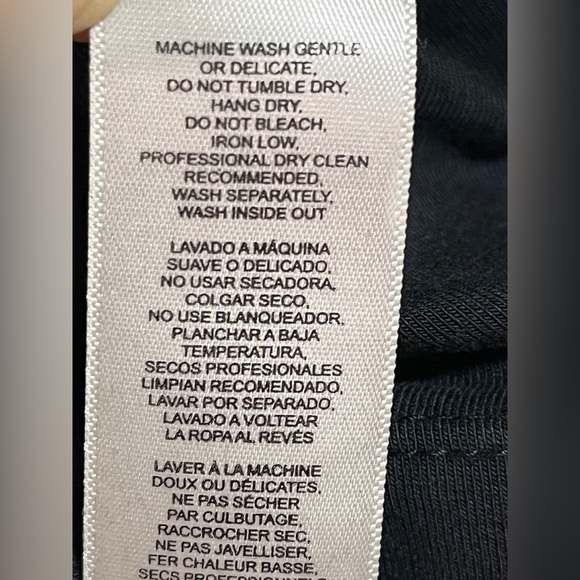 MACHINE WASH GENTLE
OR DELICATE,
DO NOT TUMBLE DRY,
HANG DRY,
DO NOT BLEACH,
IRON LOW,
PROFESSIONAL DRY CLEAN
RECOMMENDED,
WASH SEPARATELY,
WASH INSIDE OUT
LAVADO A MÁQUINA
SUAVE O DELICADO,
NO USAR SECADORA,
COLGAR SECO,
NO USE BLANQUEADOR,
PLANCHAR A BAJA
TEMPERATURA,
SECOS PROFESIONALES
LIMPIAN RECOMENDADO,
LAVAR POR SEPARADO,
LAVADO A VOLTEAR
LA ROPA AL REVÉS
LAVER À LA MACHINE
DOUX OU DÉLICATES,
NE PAS SÉCHER
PAR CULBUTAGE,
RACCROCHER SEC,
NE PAS JAVELLISER,
FER CHALEUR BASSE,
SECS